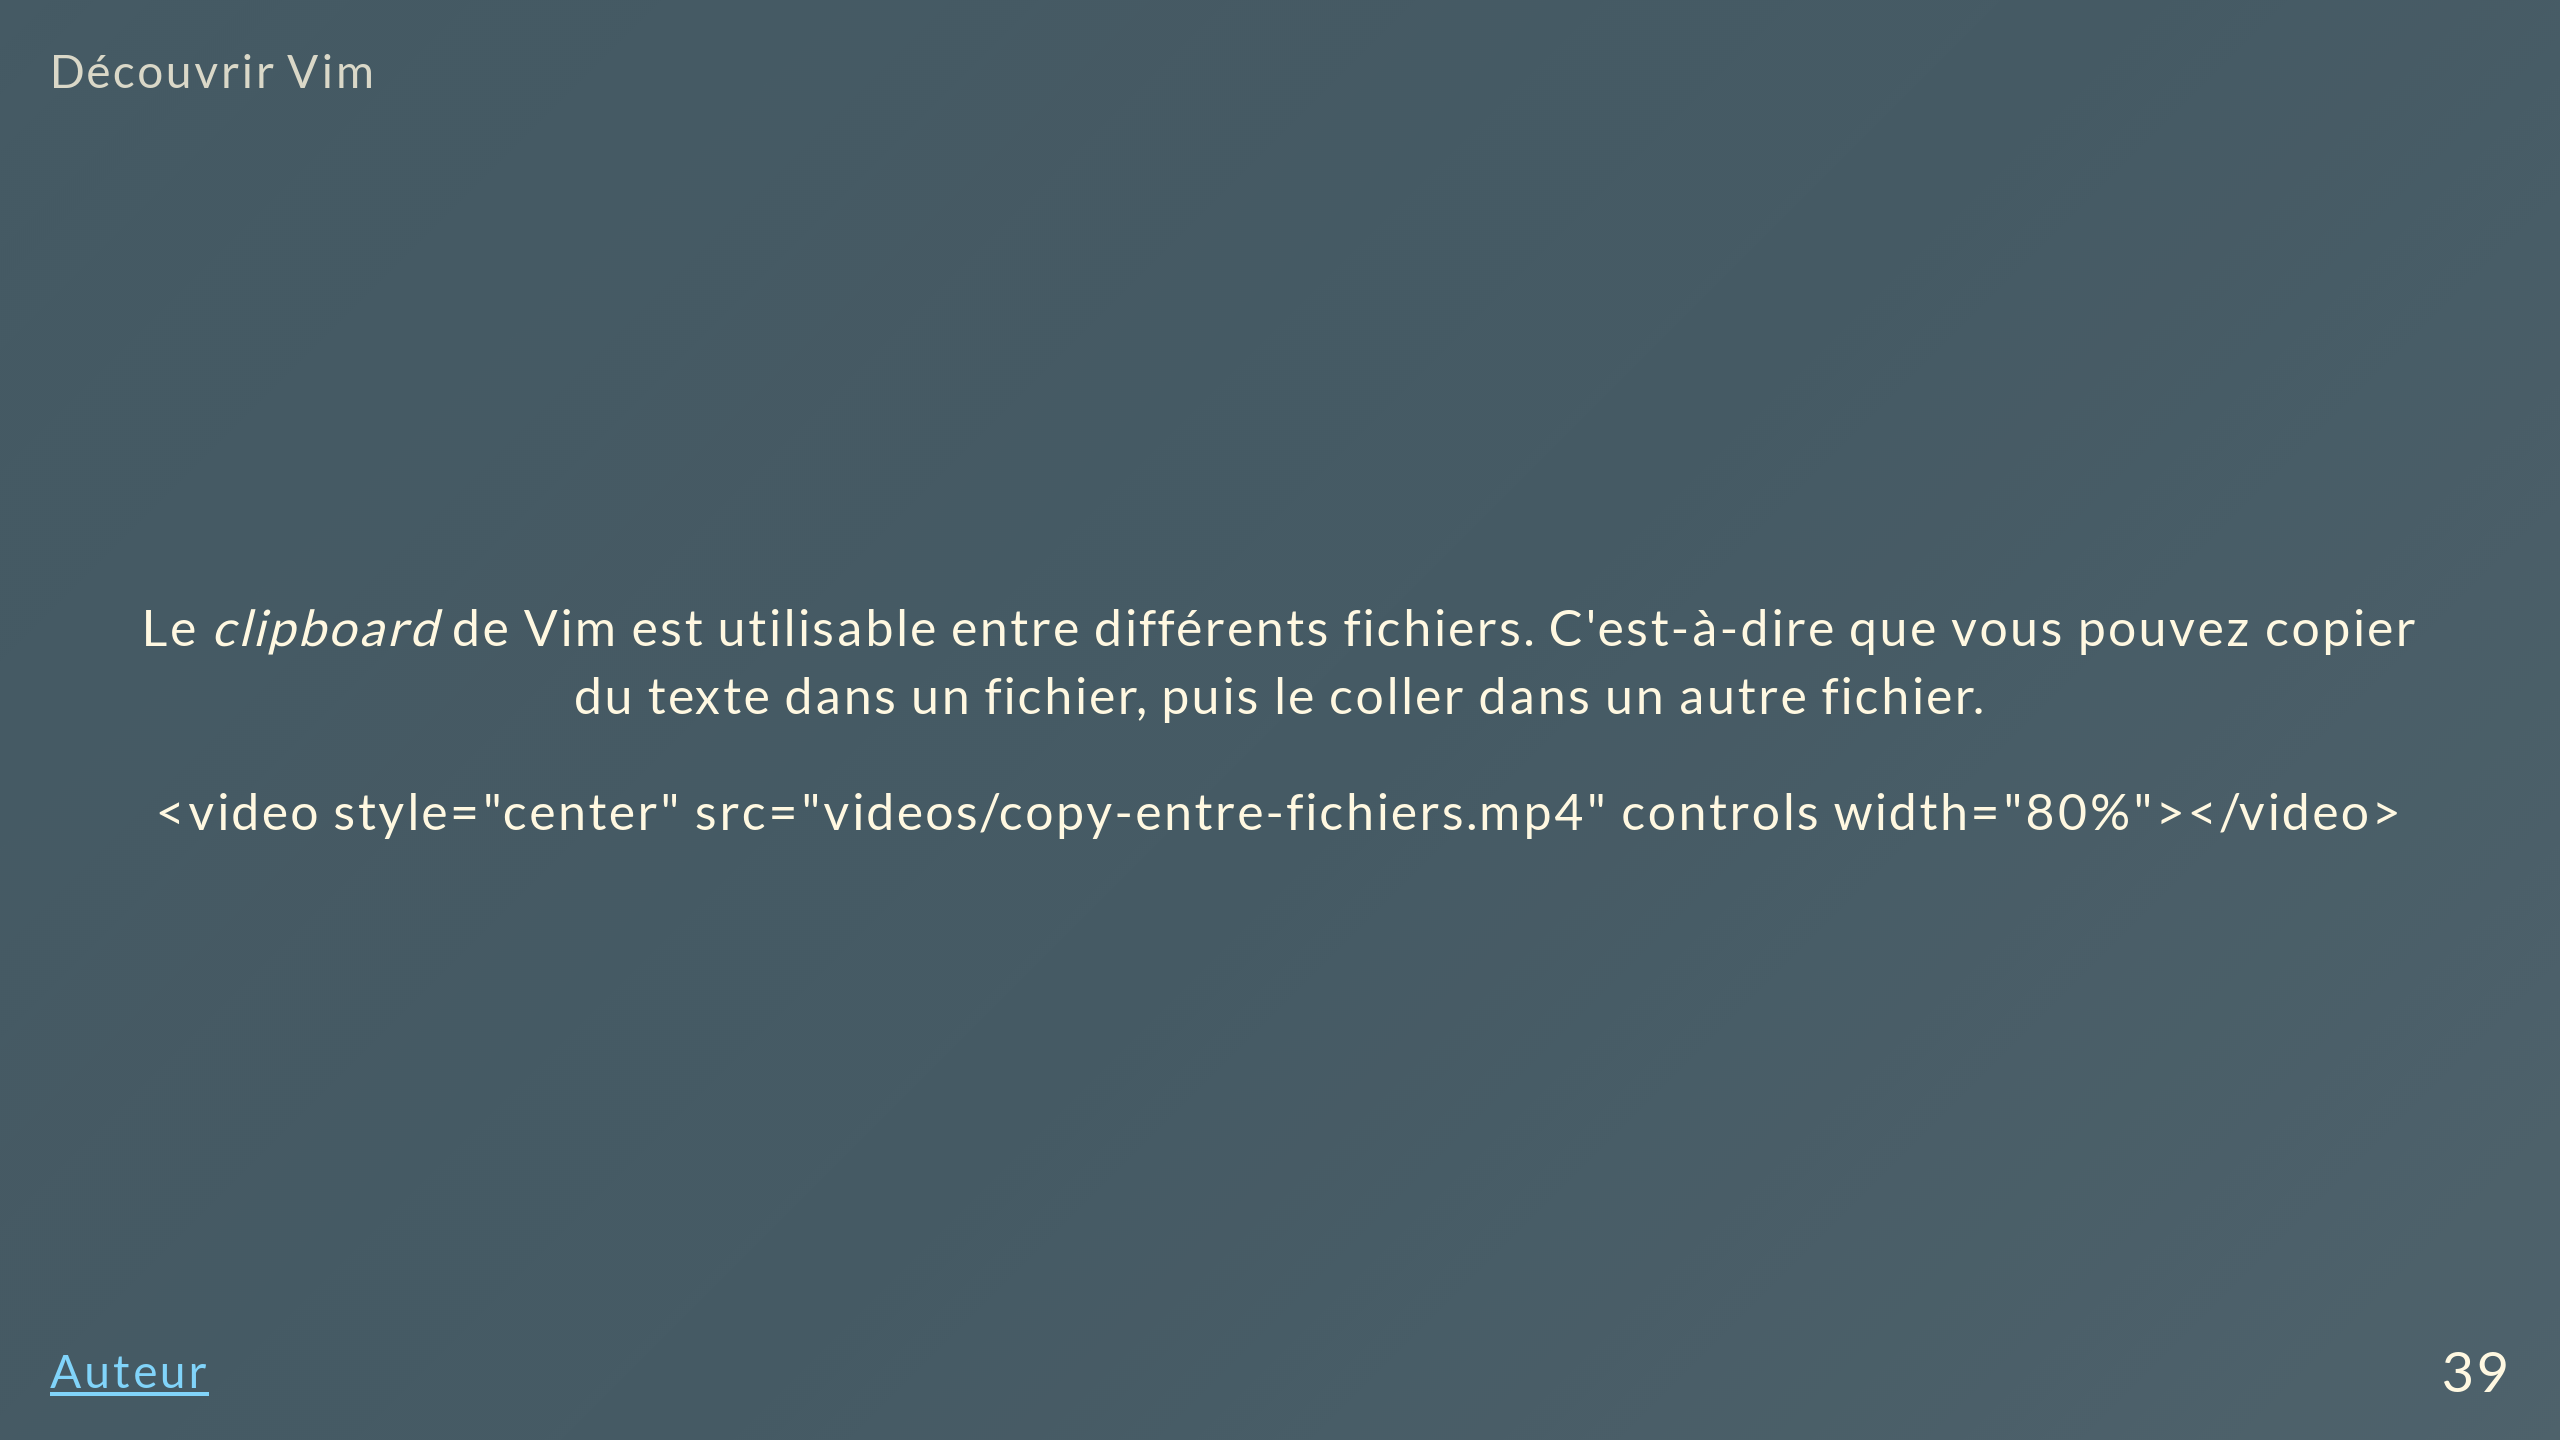 Découvrir Vim
Le clipboard de Vim est utilisable entre différents fichiers. C'est-à-dire que vous pouvez copier
du texte dans un fichier, puis le coller dans un autre fichier.
<video style="center" src="videos/copy-entre-fichiers.mp4" controls width="80%"></video>
Auteur
39